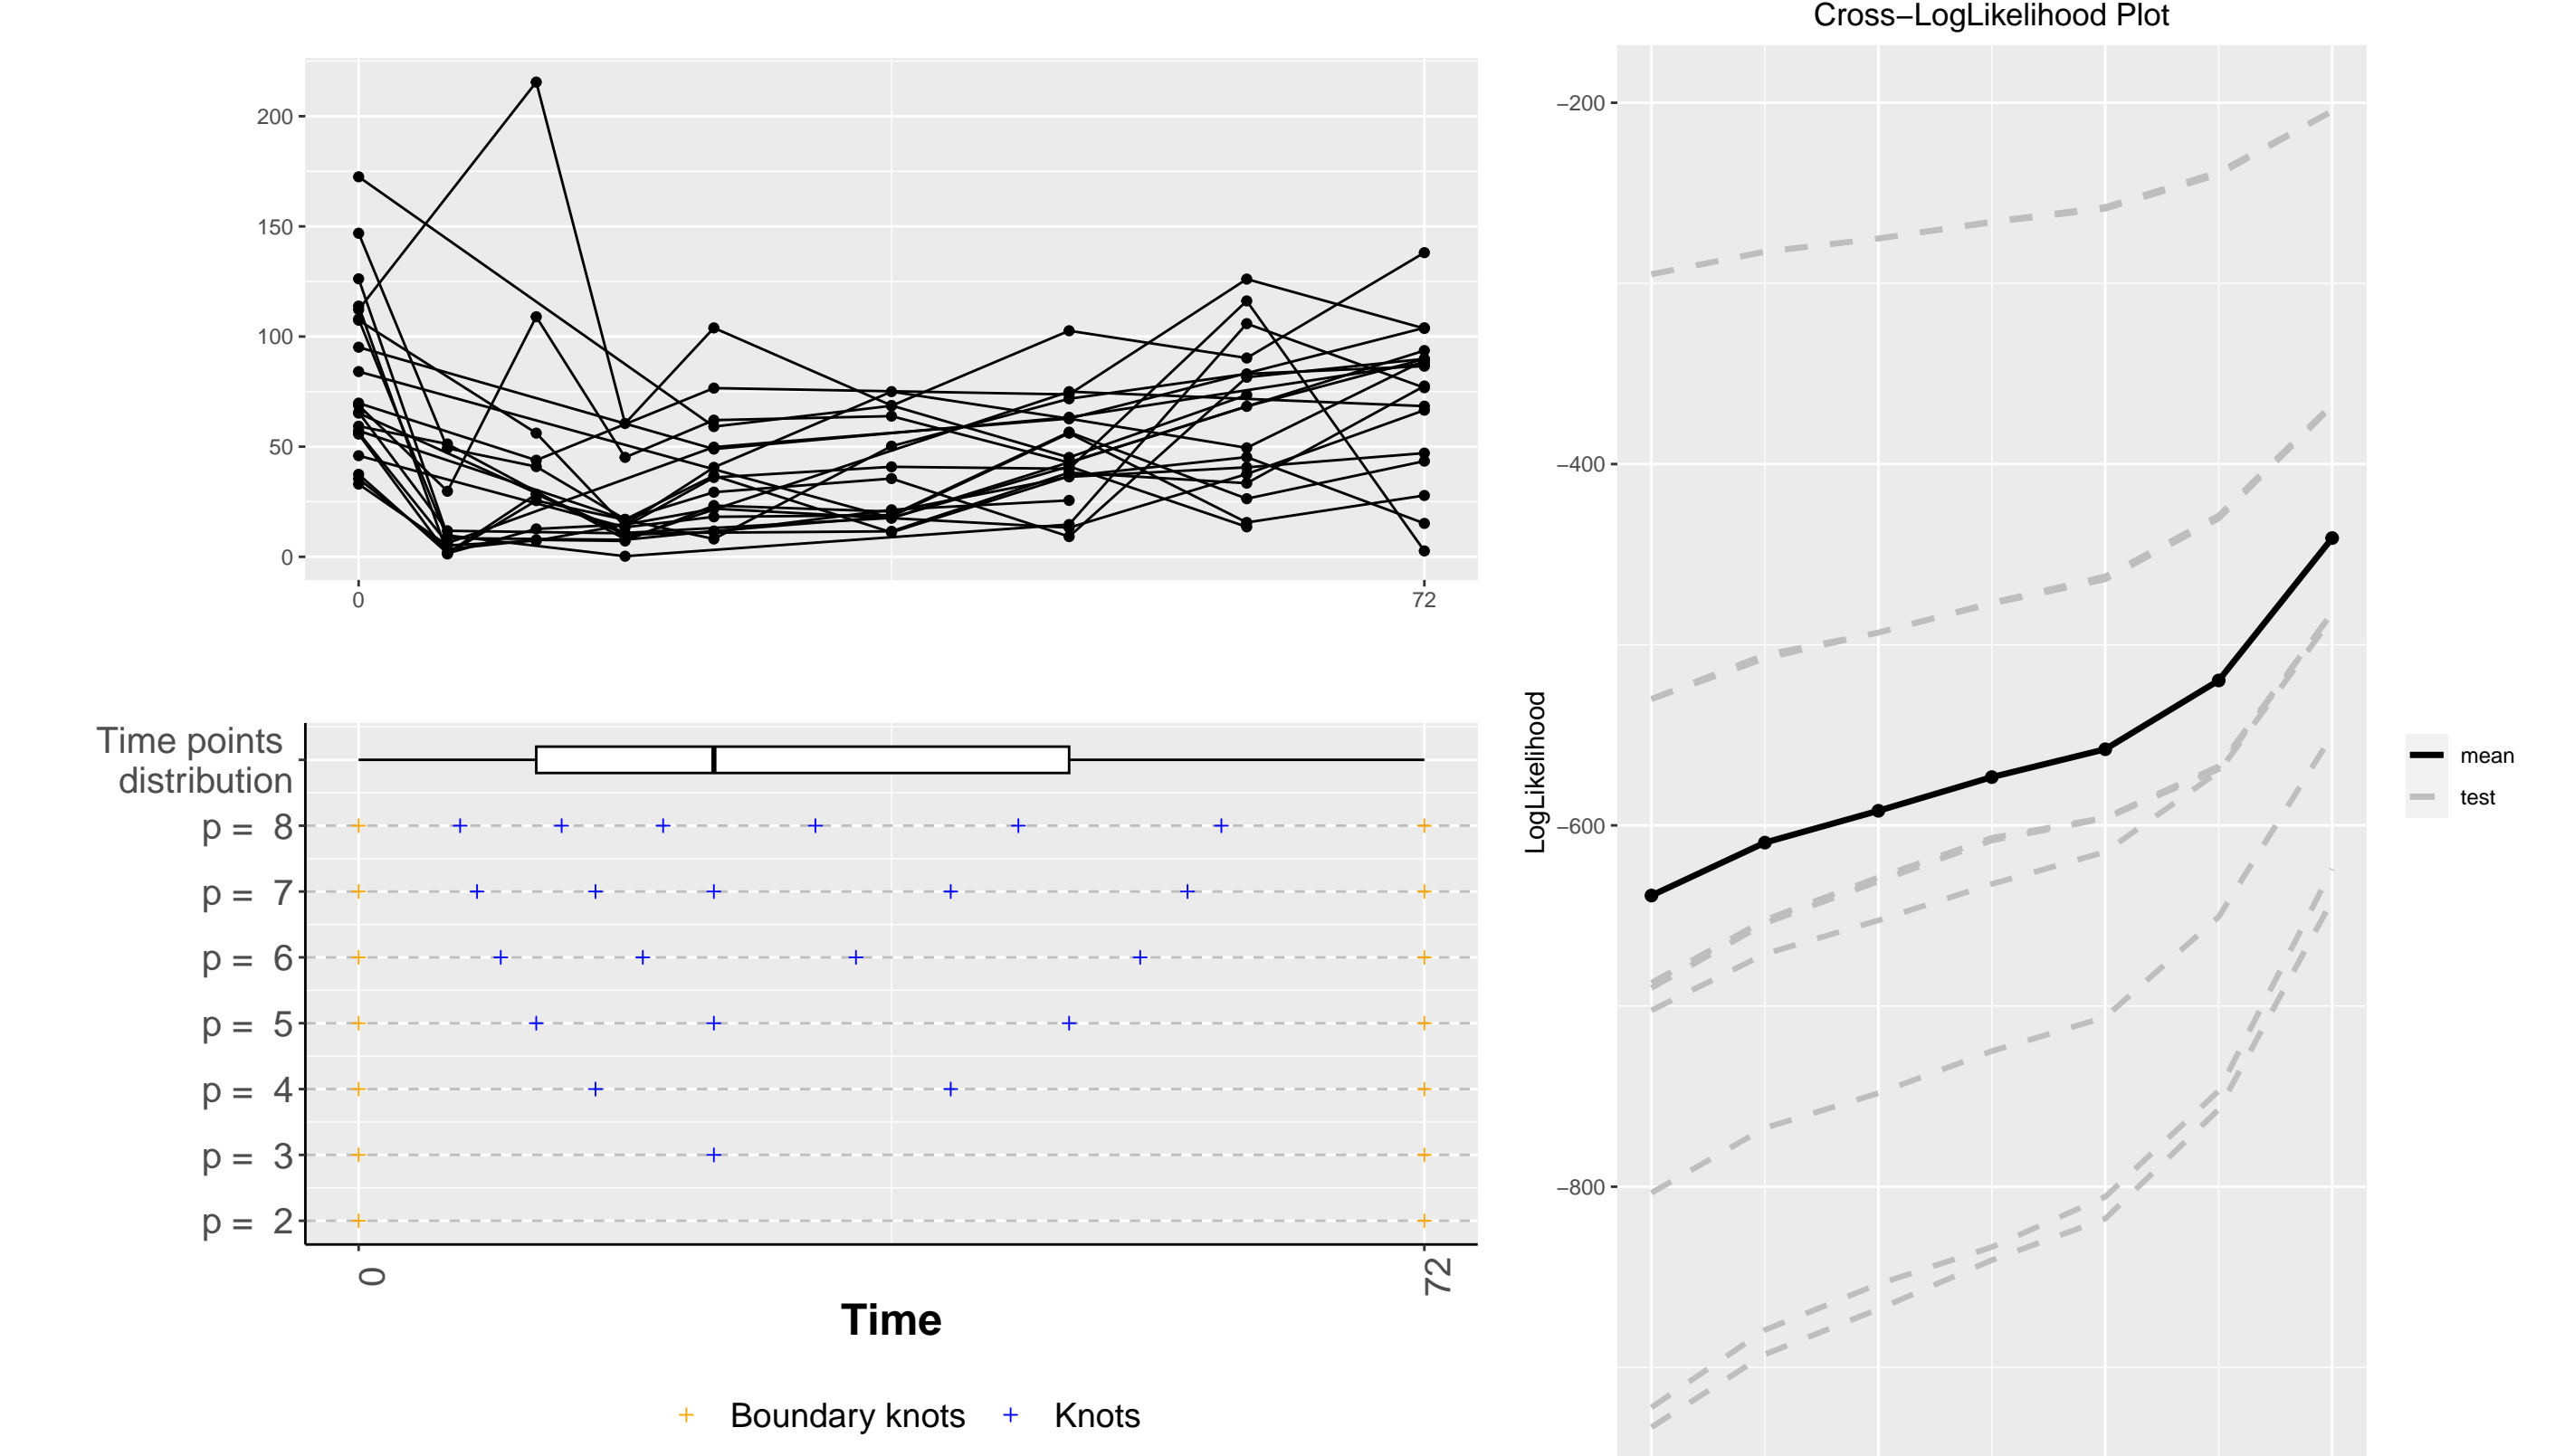 200
150
100
50
0
0 72
Time points
distribution
p = 8
p = 7
p = 6
p = 5
p = 4
p = 3
p = 2
0 72
Time
Boundary knots Knots
Cross−LogLikelihood Plot
−200
−400
−600
−800
LogLikelihood
mean
test